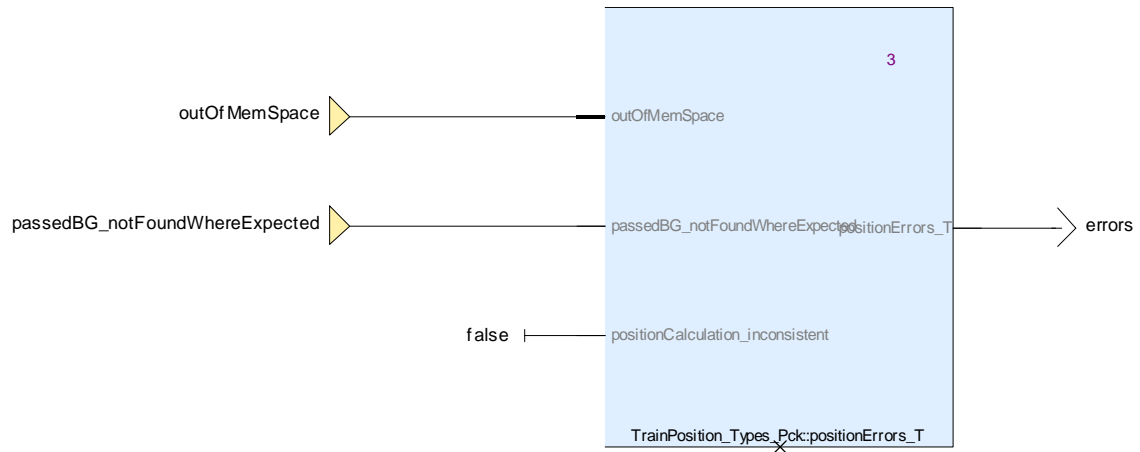 3
outOfMemSpace
outOfMemSpace
passedBG_notFoundWhereExpected
passedBG_notFoundWhereExpected
positionErrors_T
errors
false
positionCalculation_inconsistent
TrainPosition_Types_Pck::positionErrors_T